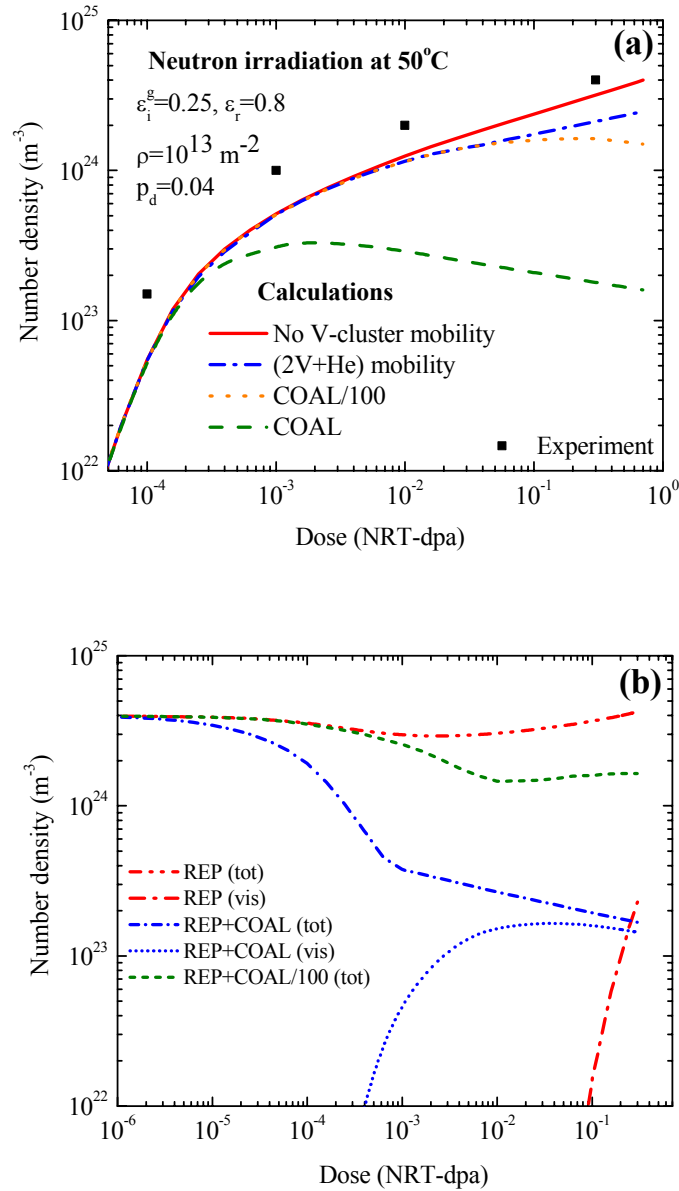 (a)
Neutron irradiation at 50°C
ε_i^g=0.25, ε_r=0.8
ρ=10^13 m^-2
p_d=0.04
Calculations
No V-cluster mobility
(2V+He) mobility
COAL/100
COAL
Experiment
Number density (m^-3)
10^25
10^24
10^23
10^22
10^-4 10^-3 10^-2 10^-1 10^0
Dose (NRT-dpa)
(b)
Number density (m^-3)
10^25
10^24
10^23
10^22
REP (tot)
REP (vis)
REP+COAL (tot)
REP+COAL (vis)
REP+COAL/100 (tot)
10^-6 10^-5 10^-4 10^-3 10^-2 10^-1
Dose (NRT-dpa)